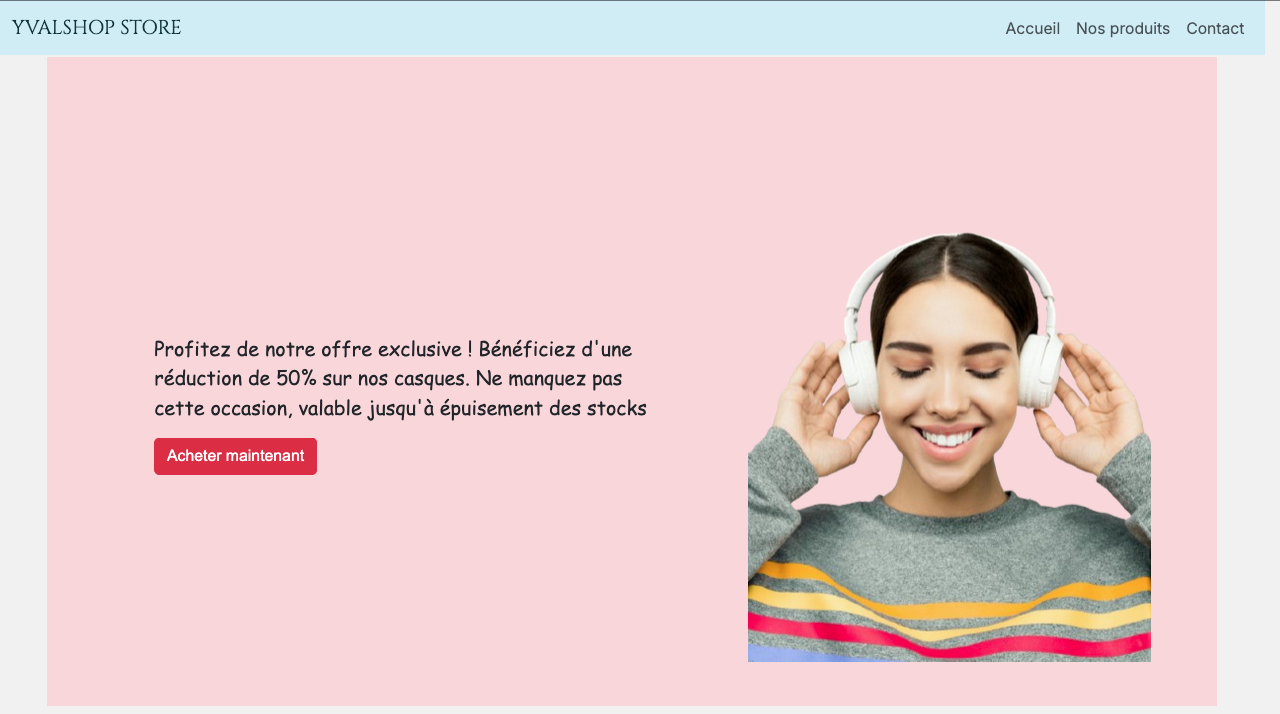 YVALSHOP STORE
Accueil Nos produits Contact
Profitez de notre offre exclusive ! Bénéficiez d'une
réduction de 50% sur nos casques. Ne manquez pas
cette occasion, valable jusqu'à épuisement des stocks
Acheter maintenant